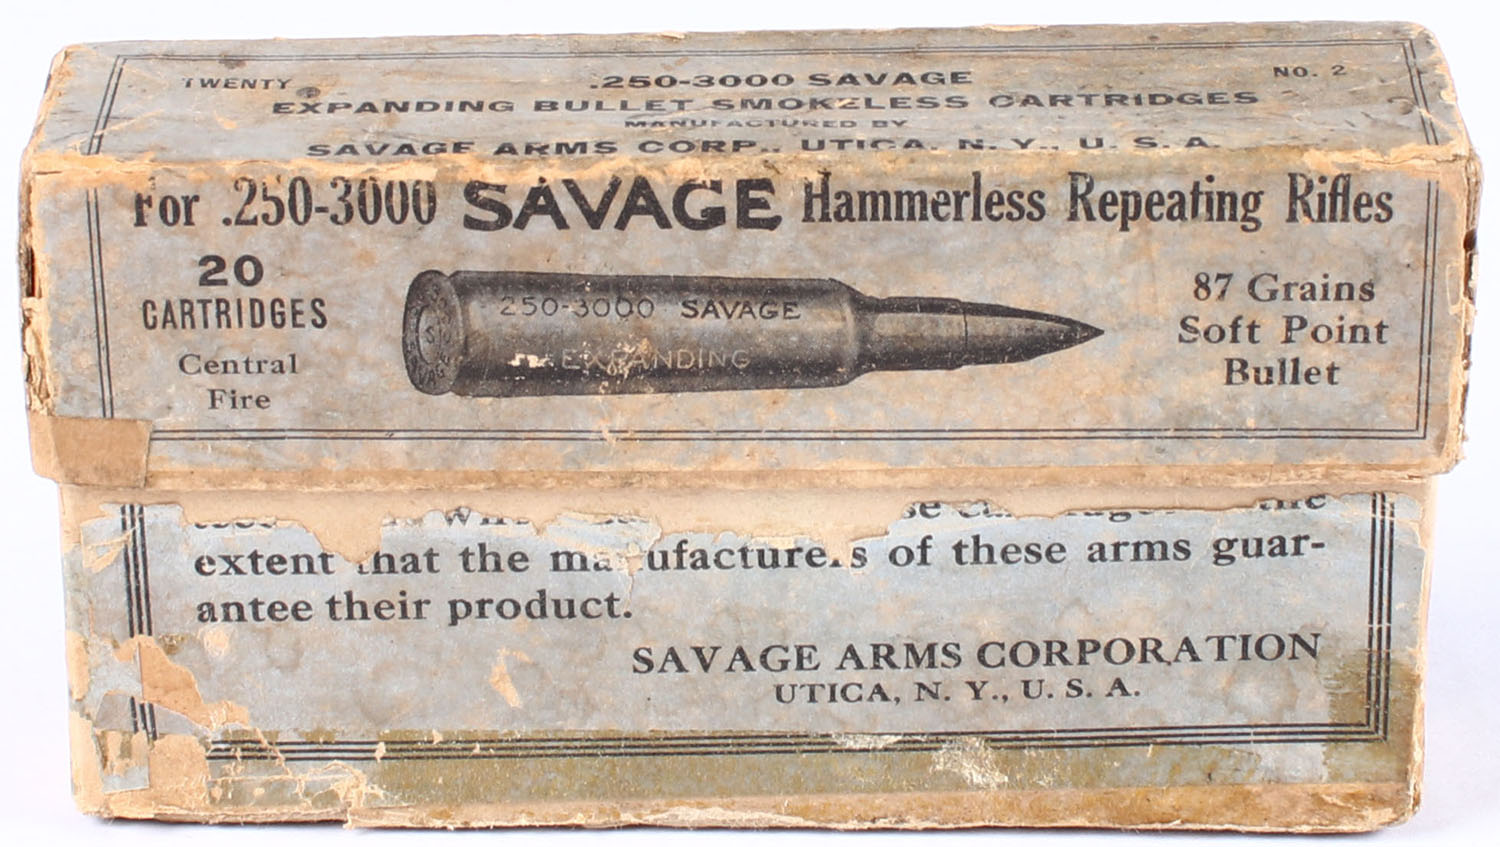 TWENTY .250-3000 SAVAGE NO. 2
EXPANDING BULLET SMOKELESS CARTRIDGES
MANUFACTURED BY
SAVAGE ARMS CORP., UTICA, N. Y., U. S. A.
For .250-3000 SAVAGE Hammerless Repeating Rifles
20
CARTRIDGES
Central
Fire
250-3000 SAVAGE
EXPANDING
87 Grains
Soft Point
Bullet
the
extent that the manufacturers of these arms guar-
antee their product.
SAVAGE ARMS CORPORATION
UTICA, N. Y., U. S. A.